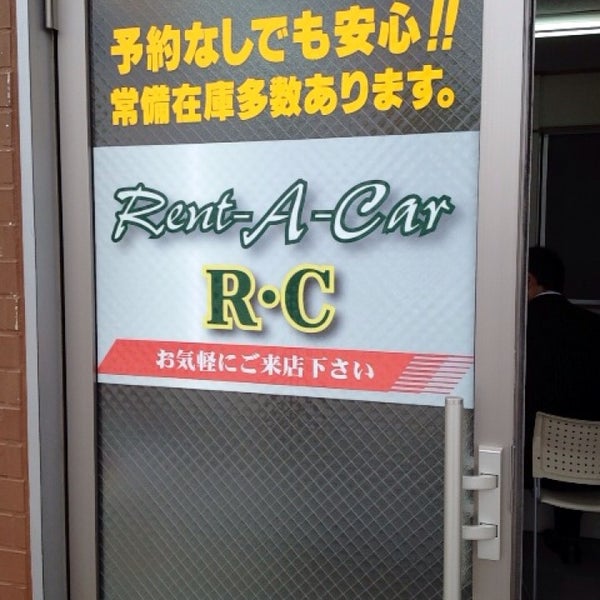 予約なしでも安心!!
常備在庫多数あります。
Rent-A-Car
R・C
お気軽にご来店下さい